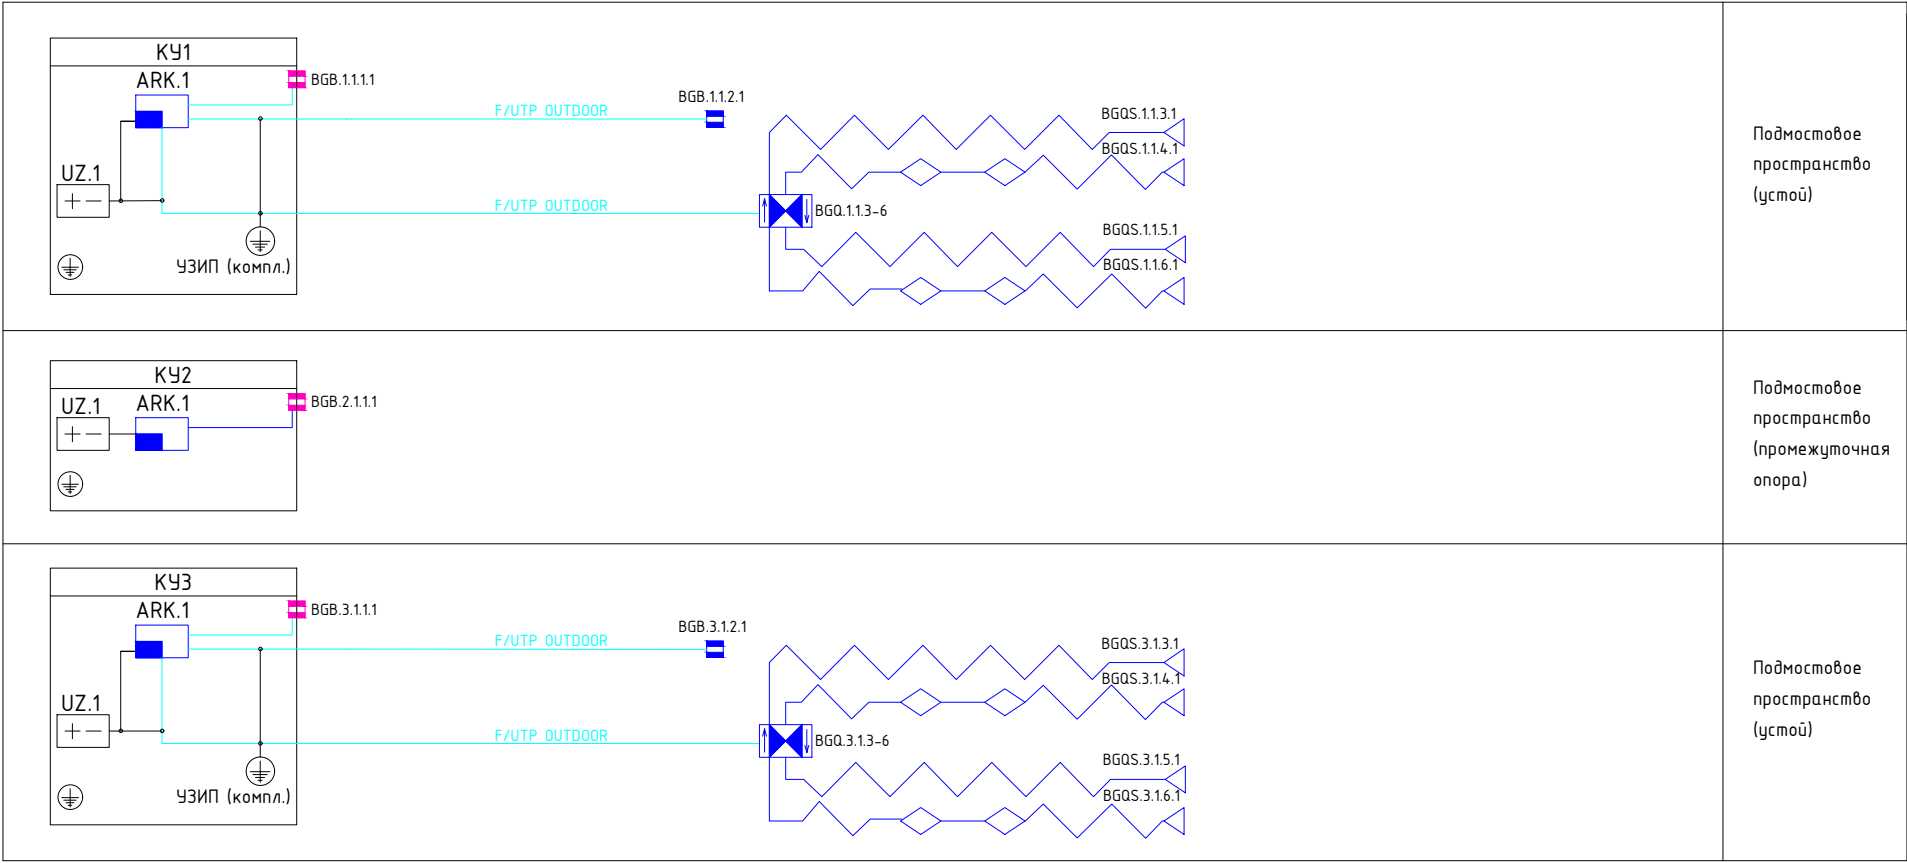 КУ1
ARK.1
BGB.1.1.1.1
UZ.1
УЗИП (компл.)
F/UTP OUTDOOR
BGB.1.1.2.1
F/UTP OUTDOOR
BGQ.1.1.3-6
BGQS.1.1.3.1
BGQS.1.1.4.1
BGQS.1.1.5.1
BGQS.1.1.6.1
Подмостовое
пространство
(устой)
КУ2
UZ.1
ARK.1
BGB.2.1.1.1
Подмостовое
пространство
(промежуточная
опора)
КУ3
ARK.1
BGB.3.1.1.1
UZ.1
УЗИП (компл.)
F/UTP OUTDOOR
BGB.3.1.2.1
F/UTP OUTDOOR
BGQ.3.1.3-6
BGQS.3.1.3.1
BGQS.3.1.4.1
BGQS.3.1.5.1
BGQS.3.1.6.1
Подмостовое
пространство
(устой)